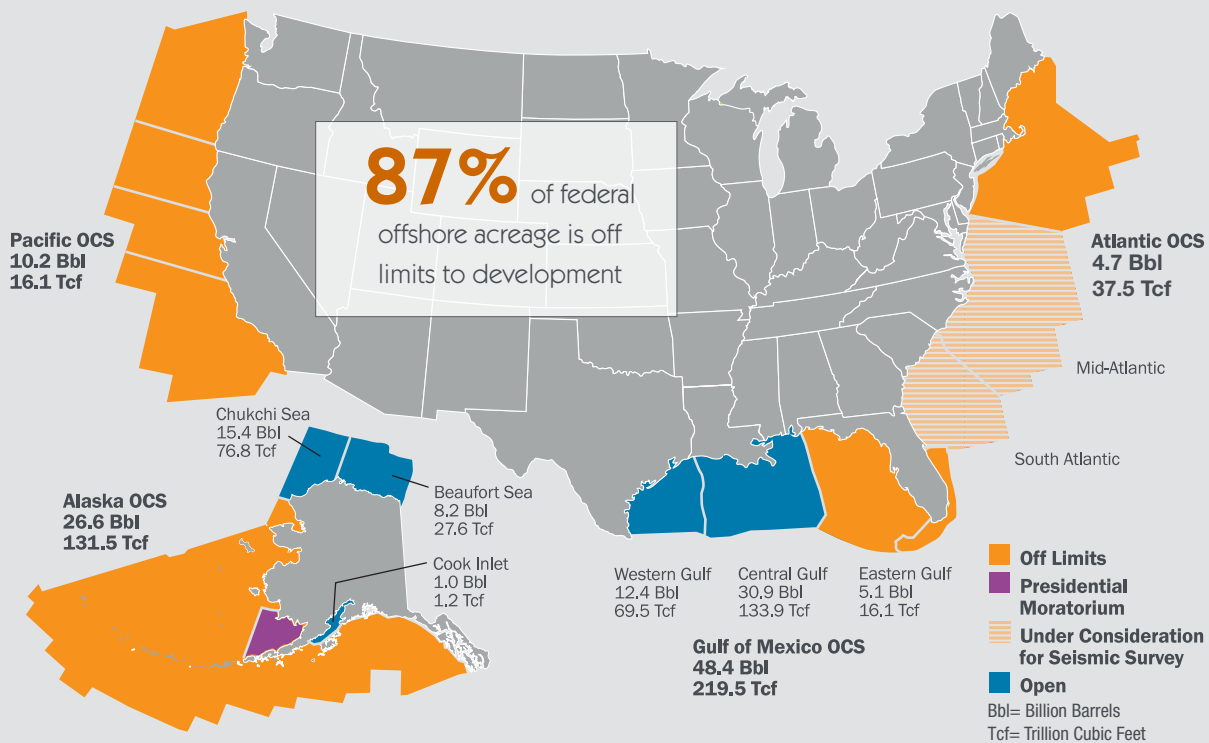 87% of federal
offshore acreage is off
limits to development
Pacific OCS
10.2 Bbl
16.1 Tcf
Atlantic OCS
4.7 Bbl
37.5 Tcf
Mid-Atlantic
South Atlantic
Chukchi Sea
15.4 Bbl
76.8 Tcf
Beaufort Sea
8.2 Bbl
27.6 Tcf
Alaska OCS
26.6 Bbl
131.5 Tcf
Cook Inlet
1.0 Bbl
1.2 Tcf
Western Gulf
12.4 Bbl
69.5 Tcf
Central Gulf
30.9 Bbl
133.9 Tcf
Eastern Gulf
5.1 Bbl
16.1 Tcf
Gulf of Mexico OCS
48.4 Bbl
219.5 Tcf
Off Limits
Presidential
Moratorium
Under Consideration
for Seismic Survey
Open
Bbl= Billion Barrels
Tcf= Trillion Cubic Feet